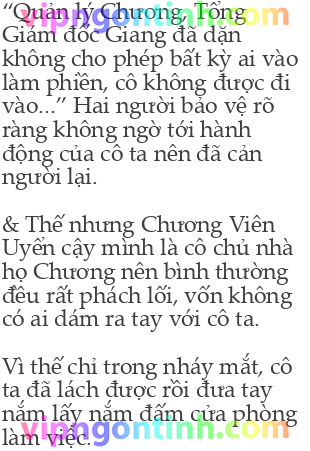 vipngontinh.com
“Quản lý Chương, Tổng
Giám đốc Giang đã dặn
không cho phép bất kỳ ai vào
làm phiền, cô không được đi
vào...” Hai người bảo vệ rõ
ràng không ngờ tới hành
động của cô ta nên đã cản
người lại.
& Thế nhưng Chương Viên
Uyển cậy mình là cô chủ nhà
họ Chương nên bình thường
đều rất phách lối, vốn không
có ai dám ra tay với cô ta.
Vì thế chỉ trong nháy mắt, cô
ta đã lách được rồi đưa tay
nắm lấy nắm đấm cửa phòng
làm việc.
vipngontinh.com